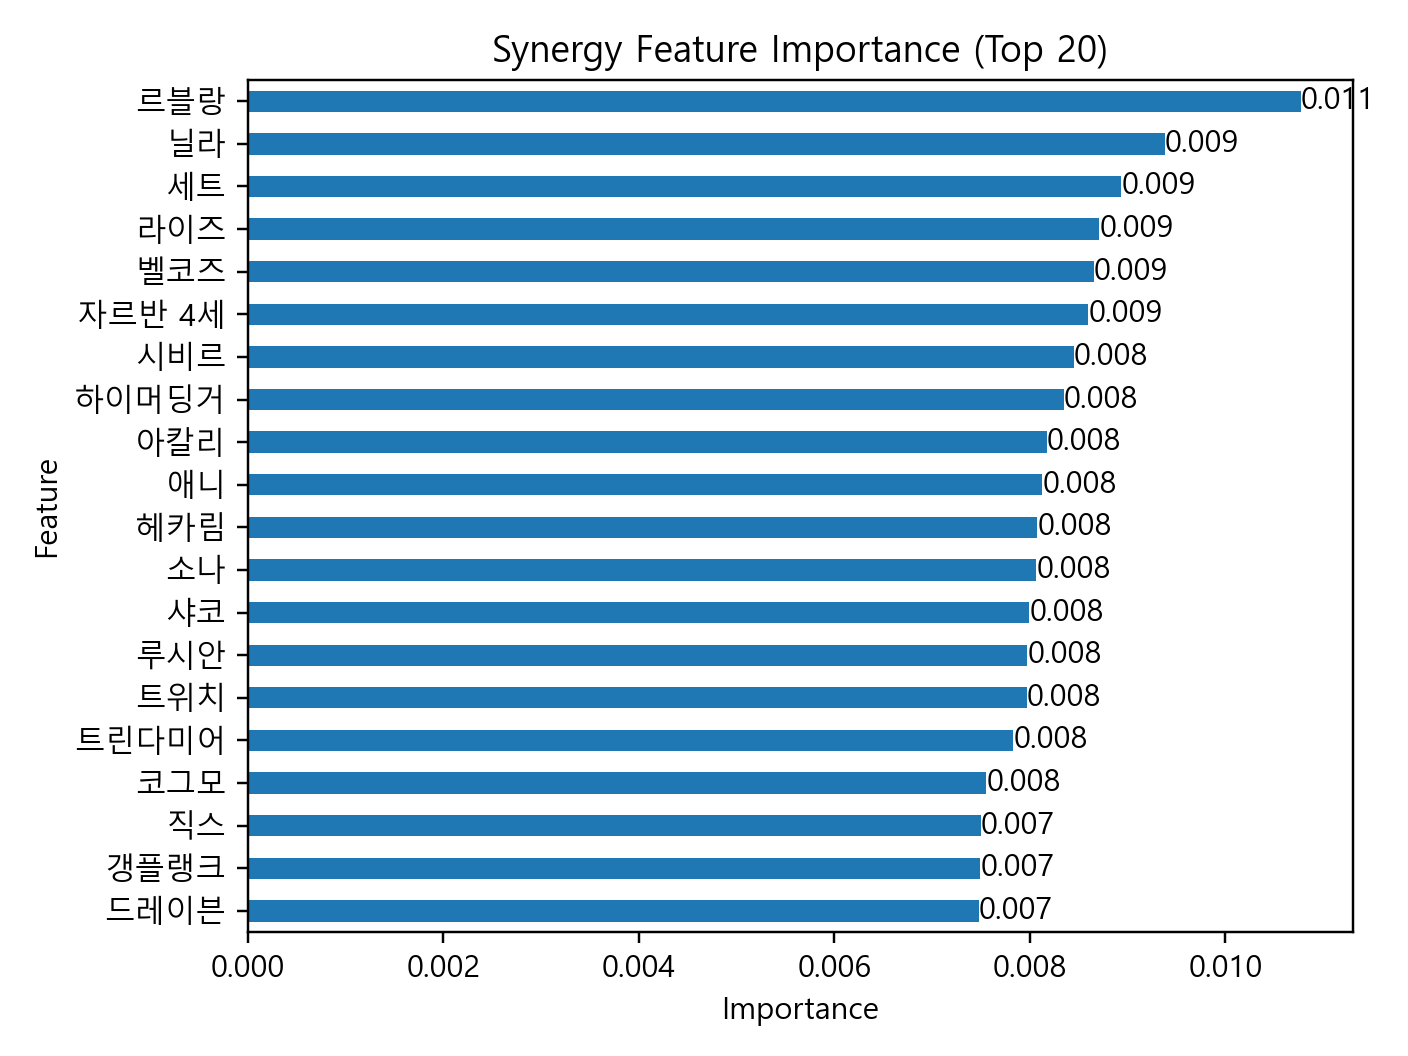 Synergy Feature Importance (Top 20)
르블랑 0.011
닐라 0.009
세트 0.009
라이즈 0.009
벨코즈 0.009
자르반 4세 0.009
시비르 0.008
하이머딩거 0.008
아칼리 0.008
애니 0.008
헤카림 0.008
소나 0.008
샤코 0.008
루시안 0.008
트위치 0.008
트린다미어 0.008
코그모 0.008
직스 0.007
갱플랭크 0.007
드레이븐 0.007
Feature
0.000 0.002 0.004 0.006 0.008 0.010
Importance